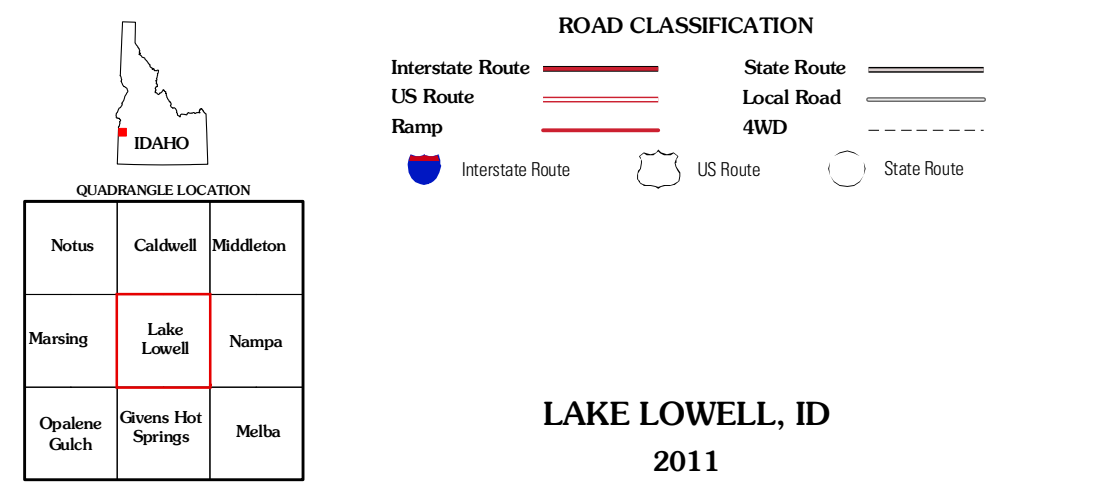 IDAHO
QUADRANGLE LOCATION
Notus
Caldwell
Middleton
Marsing
Lake
Lowell
Nampa
Opalene
Gulch
Givens Hot
Springs
Melba
ROAD CLASSIFICATION
Interstate Route
State Route
US Route
Local Road
Ramp
4WD
Interstate Route
US Route
State Route
LAKE LOWELL, ID
2011